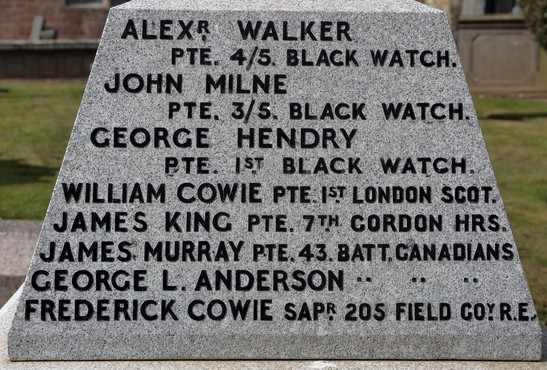 ALEXR WALKER
PTE. 4/5. BLACK WATCH.
JOHN MILNE
PTE. 3/5. BLACK WATCH.
GEORGE HENDRY
PTE. 1ST BLACK WATCH.
WILLIAM COWIE PTE. 1ST LONDON SCOT.
JAMES KING PTE. 7TH GORDON HRS.
JAMES MURRAY PTE. 43. BATT. CANADIANS
GEORGE L. ANDERSON " " "
FREDERICK COWIE SAPR 205 FIELD COY R.E.